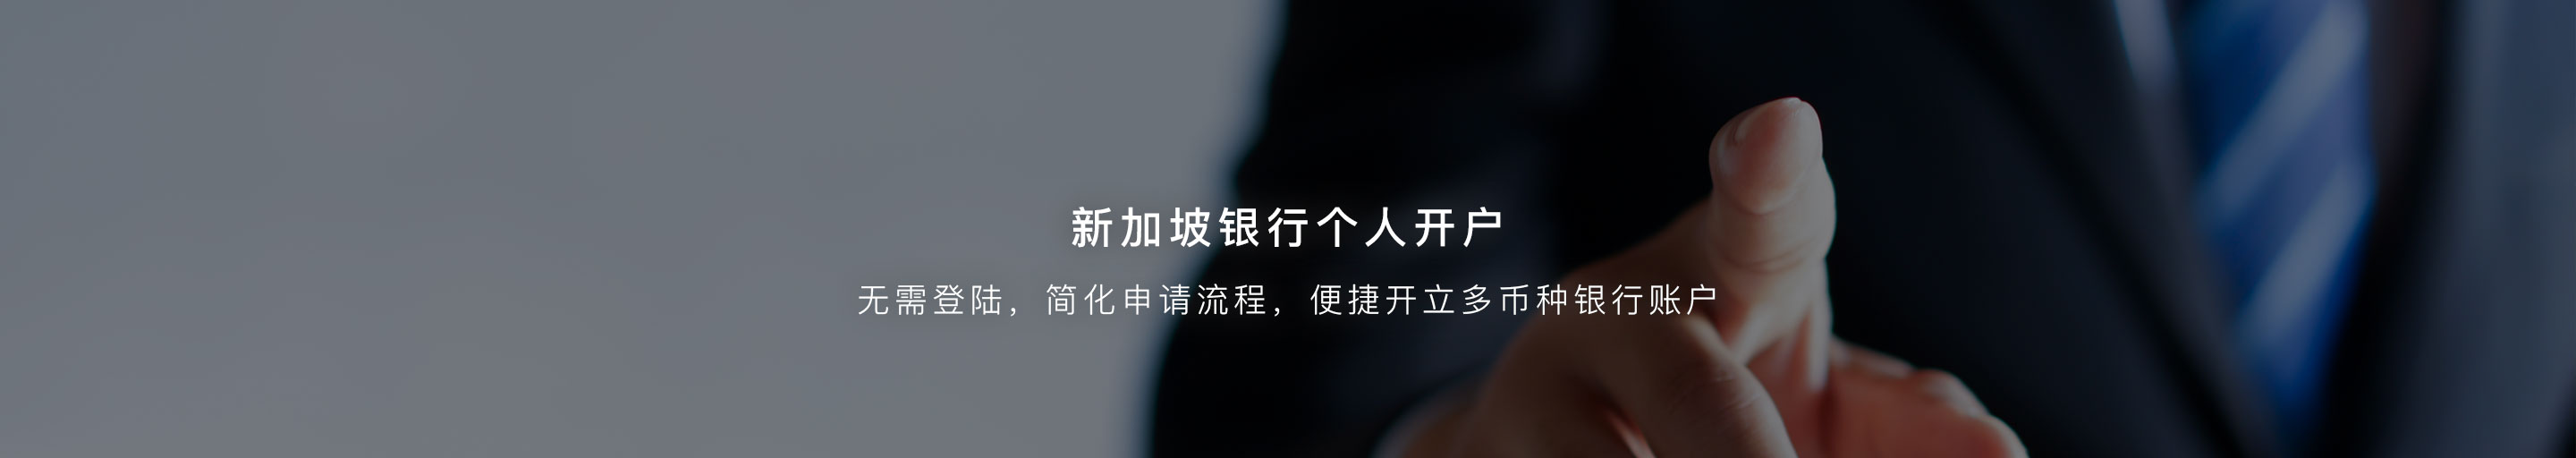 新加坡银行个人开户
无需登陆，简化申请流程，便捷开立多币种银行账户